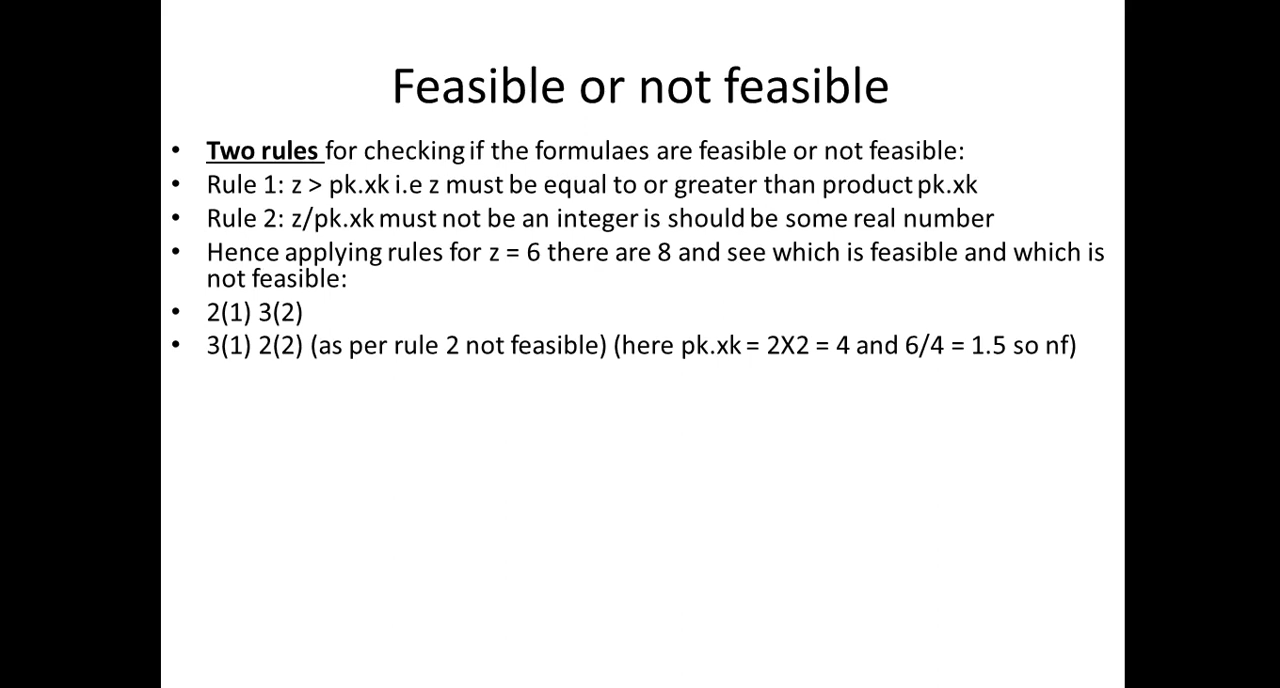 Feasible or not feasible
• Two rules for checking if the formulaes are feasible or not feasible:
• Rule 1: z > pk.xk i.e z must be equal to or greater than product pk.xk
• Rule 2: z/pk.xk must not be an integer is should be some real number
• Hence applying rules for z = 6 there are 8 and see which is feasible and which is
not feasible:
• 2(1) 3(2)
• 3(1) 2(2) (as per rule 2 not feasible) (here pk.xk = 2X2 = 4 and 6/4 = 1.5 so nf)